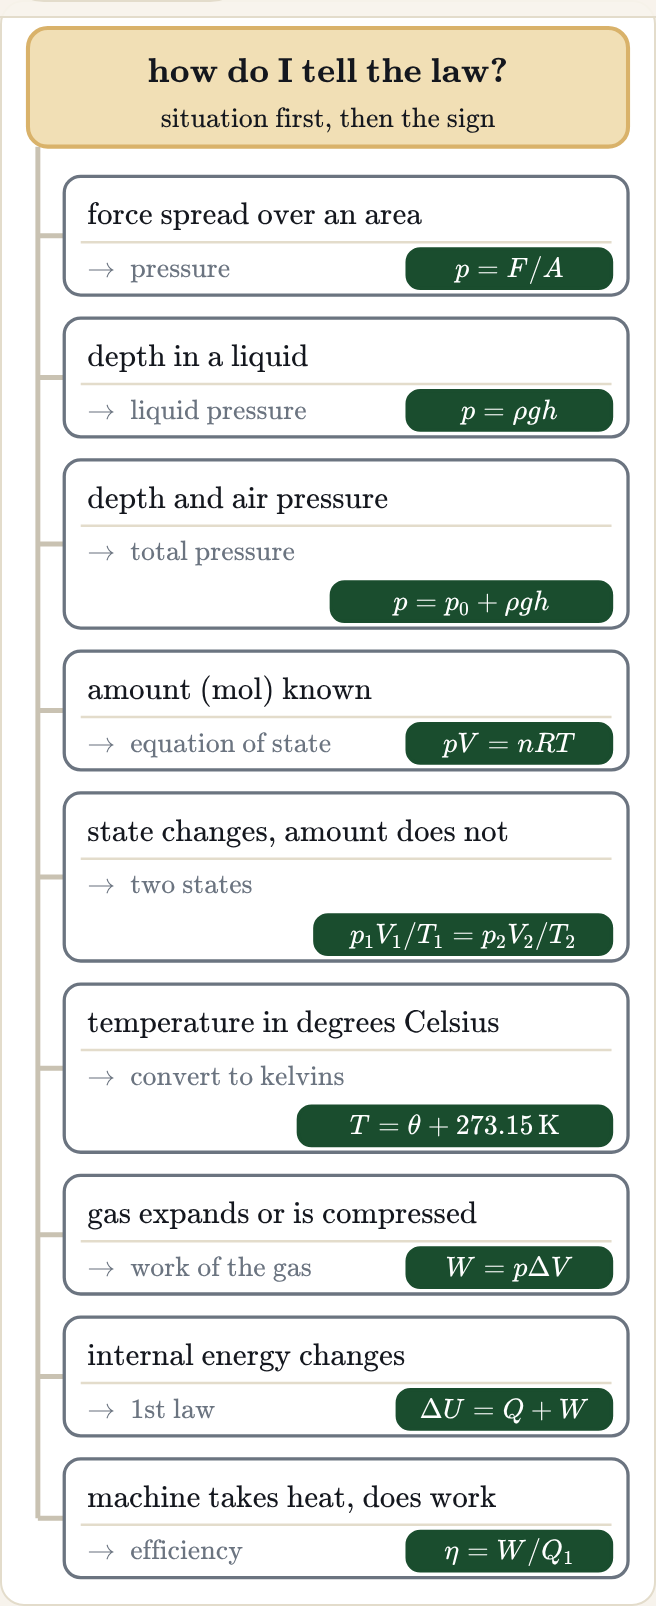 how do I tell the law?
situation first, then the sign
force spread over an area
→ pressure
p = F/A
depth in a liquid
→ liquid pressure
p = ρgh
depth and air pressure
→ total pressure
p = p₀ + ρgh
amount (mol) known
→ equation of state
pV = nRT
state changes, amount does not
→ two states
p₁V₁/T₁ = p₂V₂/T₂
temperature in degrees Celsius
→ convert to kelvins
T = θ + 273.15 K
gas expands or is compressed
→ work of the gas
W = pΔV
internal energy changes
→ 1st law
ΔU = Q + W
machine takes heat, does work
→ efficiency
η = W/Q₁